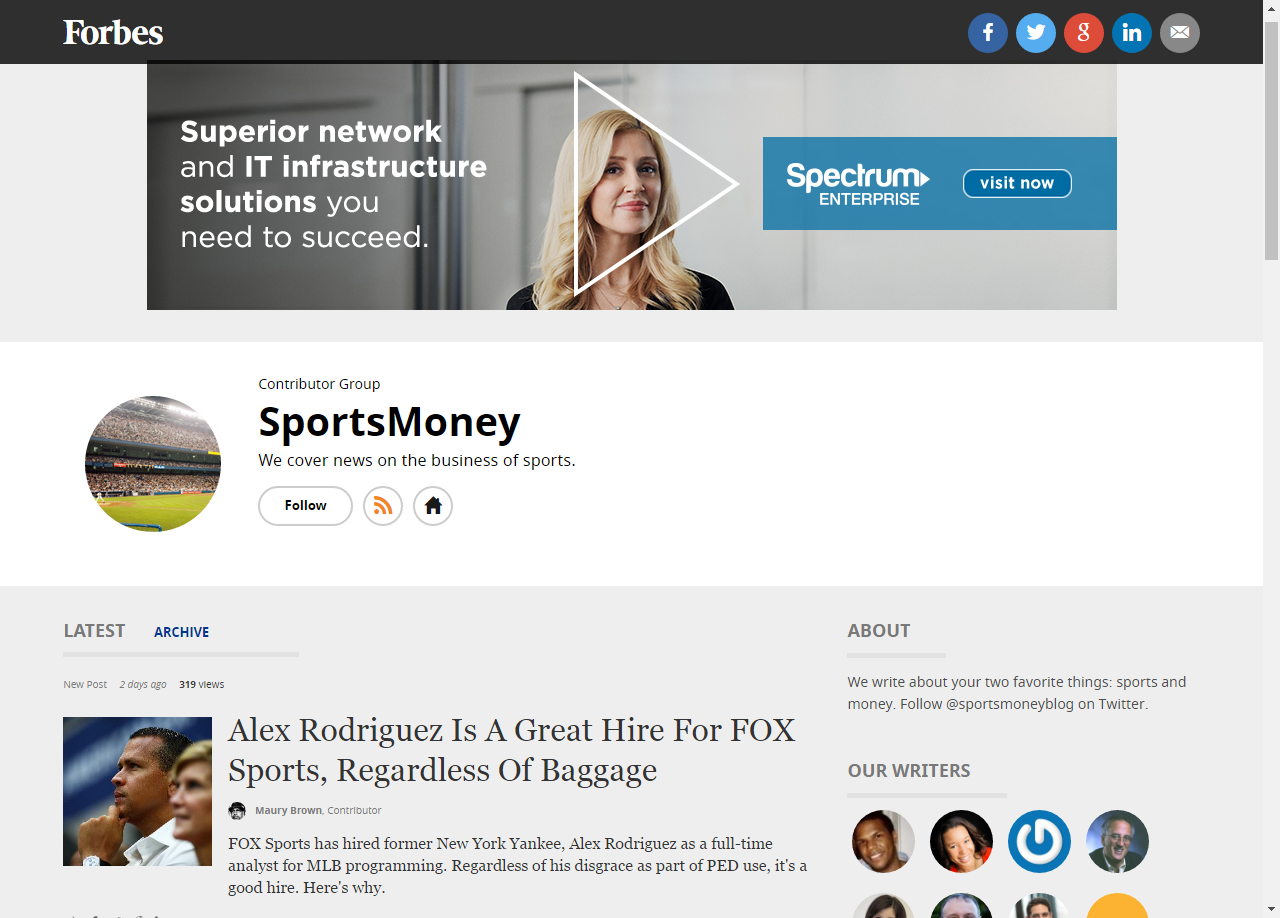 Forbes
Superior network
and IT infrastructure
solutions you
need to succeed.
Spectrum
ENTERPRISE
visit now
Contributor Group
SportsMoney
We cover news on the business of sports.
Follow
LATEST ARCHIVE
New Post 2 days ago 319 views
Alex Rodriguez Is A Great Hire For FOX
Sports, Regardless Of Baggage
Maury Brown, Contributor
FOX Sports has hired former New York Yankee, Alex Rodriguez as a full-time
analyst for MLB programming. Regardless of his disgrace as part of PED use, it's a
good hire. Here's why.
ABOUT
We write about your two favorite things: sports and
money. Follow @sportsmoneyblog on Twitter.
OUR WRITERS